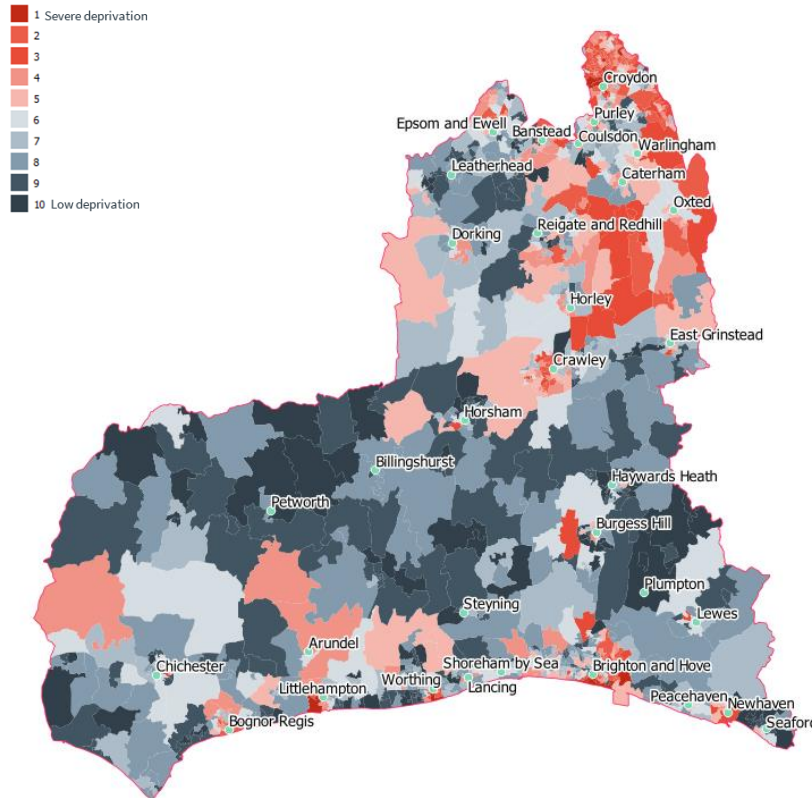 1 Severe deprivation
2
3
4
5
6
7
8
9
10 Low deprivation
Croydon
Purley
Epsom and Ewell
Banstead
Coulsdon
Warlingham
Leatherhead
Caterham
Oxted
Dorking
Reigate and Redhill
Horley
East Grinstead
Crawley
Horsham
Billingshurst
Haywards Heath
Petworth
Burgess Hill
Plumpton
Steyning
Lewes
Arundel
Chichester
Shoreham by Sea
Brighton and Hove
Littlehampton
Worthing
Lancing
Peacehaven
Newhaven
Bognor Regis
Seaford